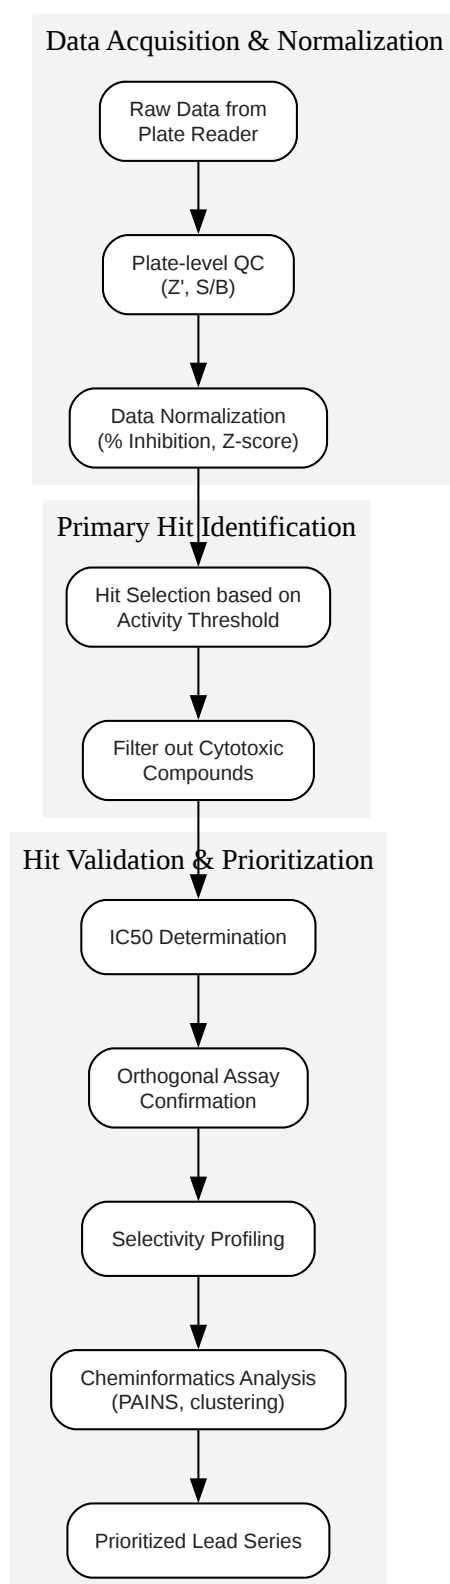 Data Acquisition & Normalization
Raw Data from
Plate Reader
Plate-level QC
(Z', S/B)
Data Normalization
(% Inhibition, Z-score)
Primary Hit Identification
Hit Selection based on
Activity Threshold
Filter out Cytotoxic
Compounds
Hit Validation & Prioritization
IC50 Determination
Orthogonal Assay
Confirmation
Selectivity Profiling
Cheminformatics Analysis
(PAINS, clustering)
Prioritized Lead Series